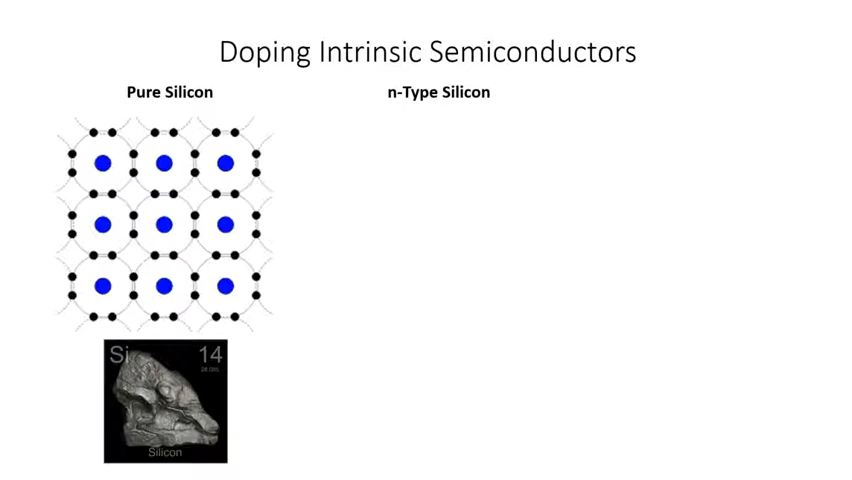 Doping Intrinsic Semiconductors
Pure Silicon
n-Type Silicon
Si
14
Silicon